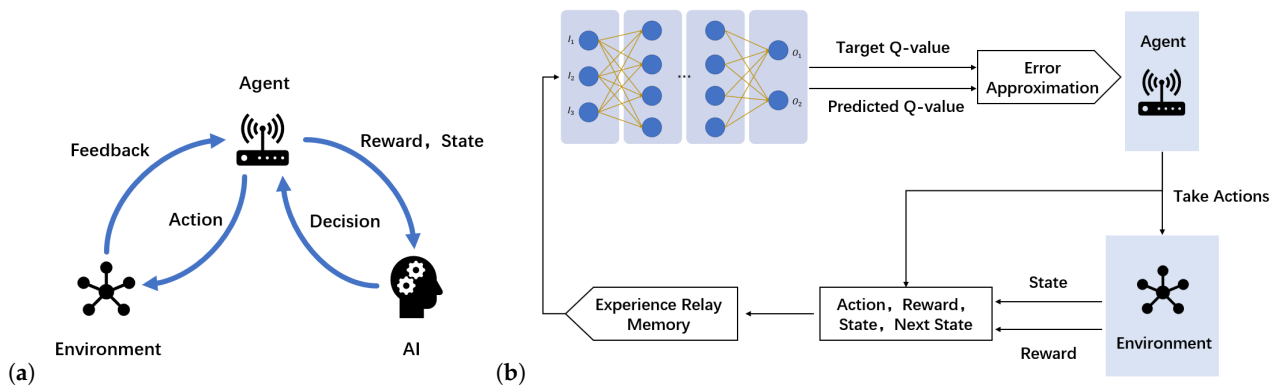 Agent
Feedback
Reward，State
Action
Decision
Environment
AI
(a)
I1
I2
I3
...
O1
O2
Target Q-value
Predicted Q-value
Error
Approximation
Agent
Take Actions
Experience Relay
Memory
Action，Reward，
State，Next State
State
Reward
Environment
(b)